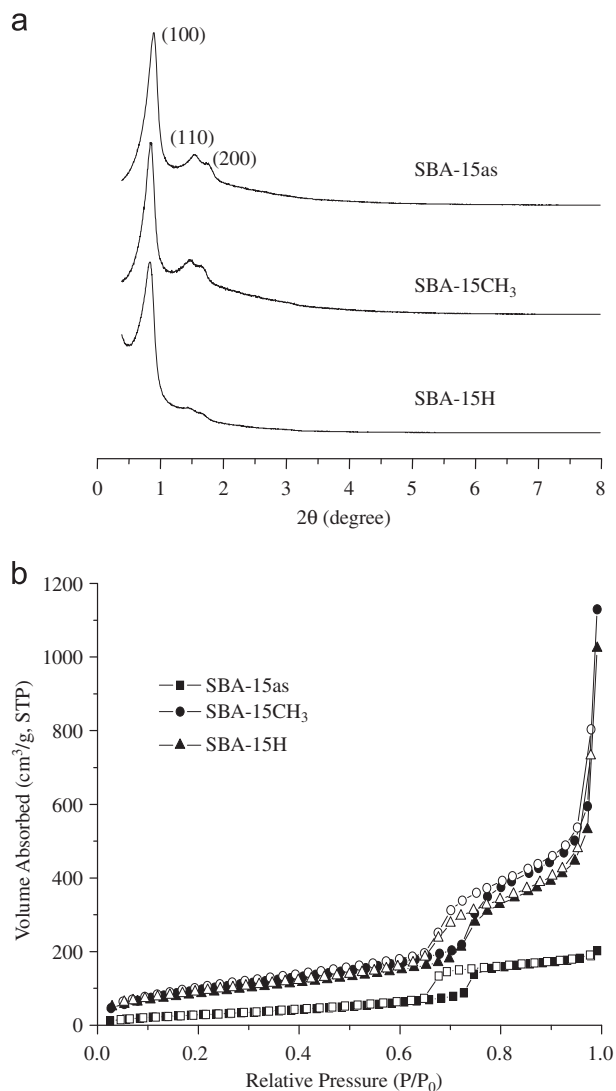 a
(100)
(110)
(200)
SBA-15as
SBA-15CH₃
SBA-15H
0 1 2 3 4 5 6 7 8
2θ (degree)
b
1200
1000
800
600
400
200
0
SBA-15as
SBA-15CH₃
SBA-15H
Volume Absorbed (cm³/g, STP)
0.0 0.2 0.4 0.6 0.8 1.0
Relative Pressure (P/P₀)